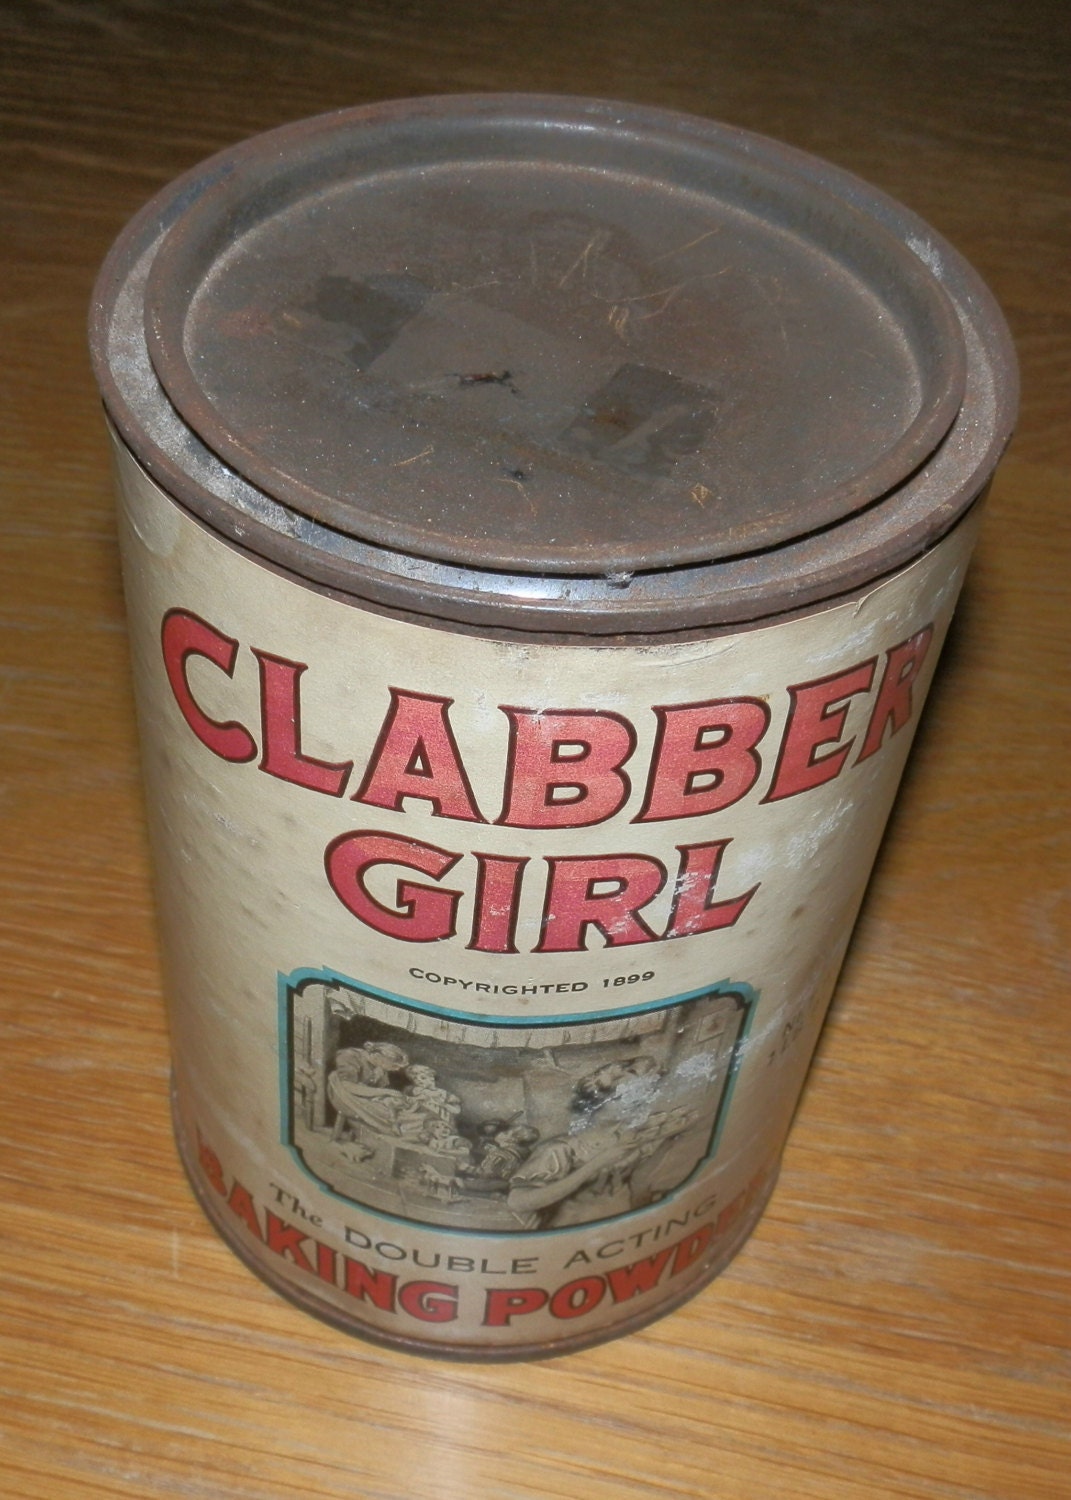 CLABBER
GIRL
COPYRIGHTED 1899
The DOUBLE ACTING
BAKING POWDER